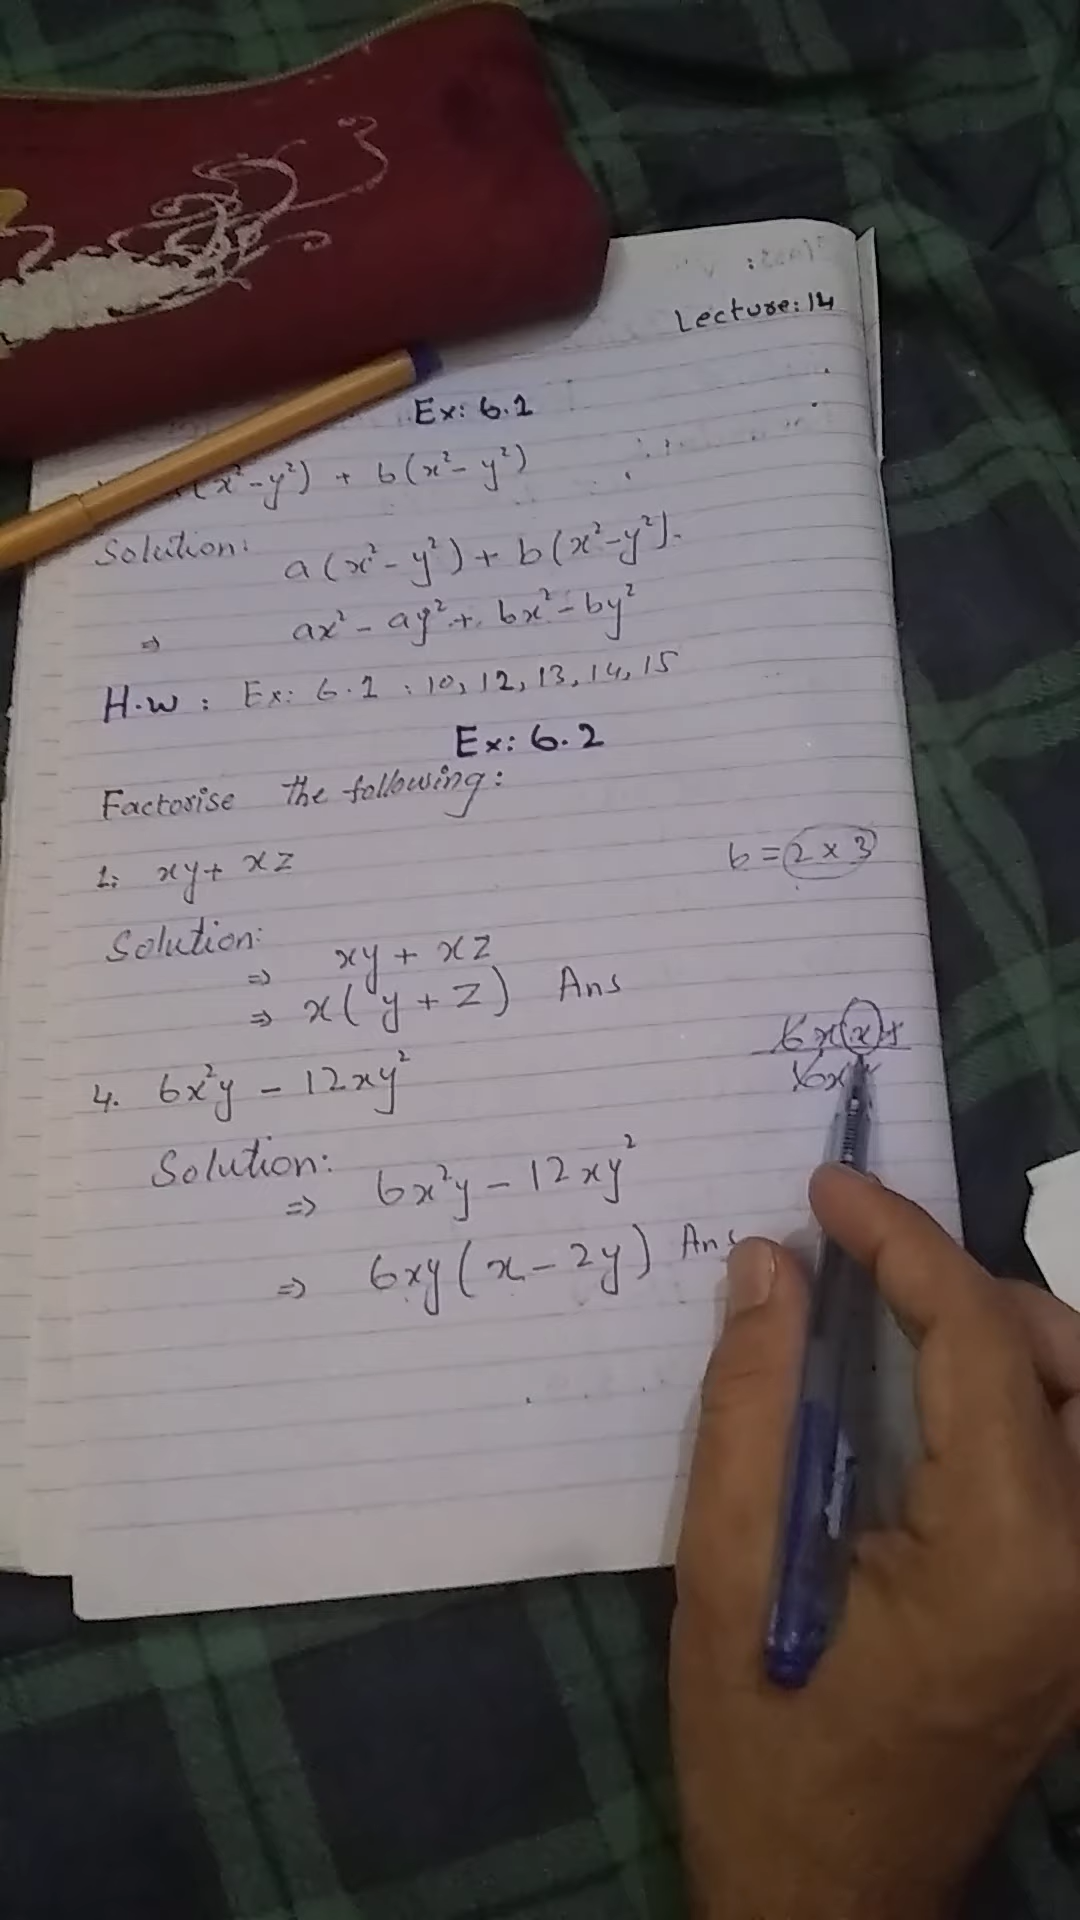 Lecture: 14
Ex: 6.1
(x²-y²) + b(x²-y²)
Solution:
a(x²-y²)+b(x²-y²).
⇒ ax²-ay²+bx²-by²
H.w: Ex: 6.1 : 10, 12, 13, 14, 15
Ex: 6.2
Factorise the following:
1: xy+ xz
6 = 2 x 3
Solution:
⇒ xy + xz
⇒ x(y+z) Ans
4. 6x²y - 12xy²
6x x
6x
Solution:
⇒ 6x²y - 12xy²
⇒ 6xy(x-2y) Ans